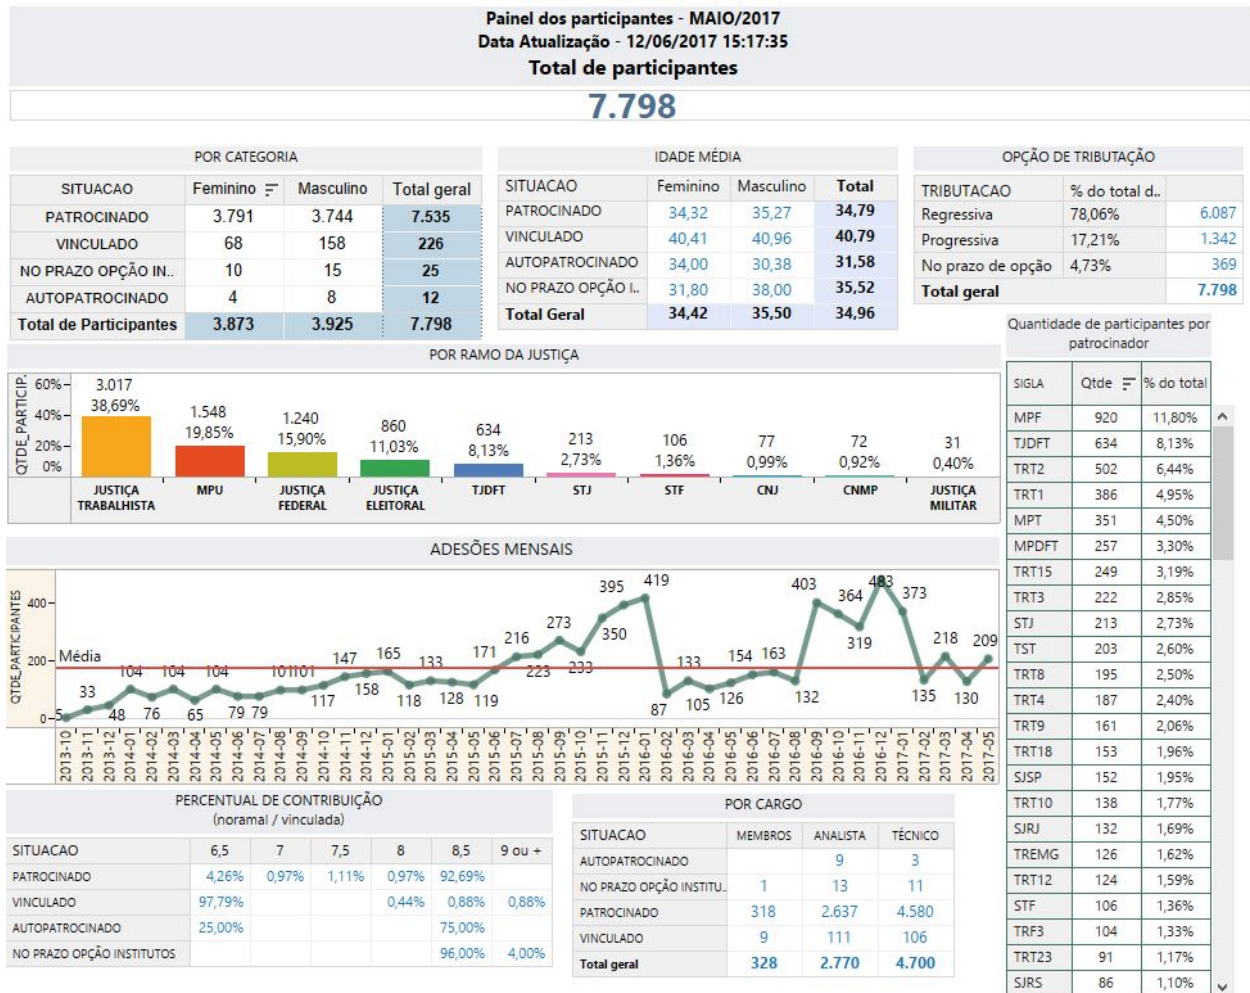 Painel dos participantes - MAIO/2017
Data Atualização - 12/06/2017 15:17:35
Total de participantes
7.798
POR CATEGORIA
SITUACAO Feminino Masculino Total geral
PATROCINADO 3.791 3.744 7.535
VINCULADO 68 158 226
NO PRAZO OPÇÃO IN.. 10 15 25
AUTOPATROCINADO 4 8 12
Total de Participantes 3.873 3.925 7.798
IDADE MÉDIA
SITUACAO Feminino Masculino Total
PATROCINADO 34,32 35,27 34,79
VINCULADO 40,41 40,96 40,79
AUTOPATROCINADO 34,00 30,38 31,58
NO PRAZO OPÇÃO I.. 31,80 38,00 35,52
Total Geral 34,42 35,50 34,96
OPÇÃO DE TRIBUTAÇÃO
TRIBUTACAO % do total d..
Regressiva 78,06% 6.087
Progressiva 17,21% 1.342
No prazo de opção 4,73% 369
Total geral 7.798
POR RAMO DA JUSTIÇA
QTDE_PARTICIP.
60%
40%
20%
0%
3.017 1.548 1.240 860 634 213 106 77 72 31
38,69% 19,85% 15,90% 11,03% 8,13% 2,73% 1,36% 0,99% 0,92% 0,40%
JUSTIÇA TRABALHISTA
MPU
JUSTIÇA FEDERAL
JUSTIÇA ELEITORAL
TJDFT
STJ
STF
CNJ
CNMP
JUSTIÇA MILITAR
ADESÕES MENSAIS
QTDE_PARTICIPANTES
400
200
0
Média
5 33 48 104 76 104 65 104 79 79 101 101 117 147 158 165 118 133 128 119 171 216 223 273 233 350 395 419 87 133 105 126 154 163 132 403 364 319 483 373 135 218 130 209
2013-10 2013-11 2013-12 2014-01 2014-02 2014-03 2014-04 2014-05 2014-06 2014-07 2014-08 2014-09 2014-10 2014-11 2014-12 2015-01 2015-02 2015-03 2015-04 2015-05 2015-06 2015-07 2015-08 2015-09 2015-10 2015-11 2015-12 2016-01 2016-02 2016-03 2016-04 2016-05 2016-06 2016-07 2016-08 2016-09 2016-10 2016-11 2016-12 2017-01 2017-02 2017-03 2017-04 2017-05
PERCENTUAL DE CONTRIBUIÇÃO
(noramal / vinculada)
SITUACAO 6,5 7 7,5 8 8,5 9 ou +
PATROCINADO 4,26% 0,97% 1,11% 0,97% 92,69%
VINCULADO 97,79% 0,44% 0,88% 0,88%
AUTOPATROCINADO 25,00% 75,00%
NO PRAZO OPÇÃO INSTITUTOS 96,00% 4,00%
POR CARGO
SITUACAO MEMBROS ANALISTA TÉCNICO
AUTOPATROCINADO 9 3
NO PRAZO OPÇÃO INSTITU.. 1 13 11
PATROCINADO 318 2.637 4.580
VINCULADO 9 111 106
Total geral 328 2.770 4.700
Quantidade de participantes por
patrocinador
SIGLA Qtde % do total
MPF 920 11,80%
TJDFT 634 8,13%
TRT2 502 6,44%
TRT1 386 4,95%
MPT 351 4,50%
MPDFT 257 3,30%
TRT15 249 3,19%
TRT3 222 2,85%
STJ 213 2,73%
TST 203 2,60%
TRT8 195 2,50%
TRT4 187 2,40%
TRT9 161 2,06%
TRT18 153 1,96%
SJSP 152 1,95%
TRT10 138 1,77%
SJRJ 132 1,69%
TREMG 126 1,62%
TRT12 124 1,59%
STF 106 1,36%
TRF3 104 1,33%
TRT23 91 1,17%
SJRS 86 1,10%